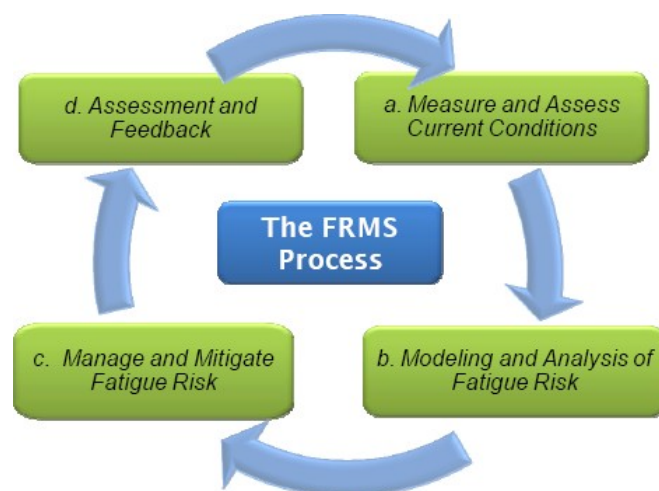 d. Assessment and
Feedback
a. Measure and Assess
Current Conditions
The FRMS
Process
c. Manage and Mitigate
Fatigue Risk
b. Modeling and Analysis of
Fatigue Risk